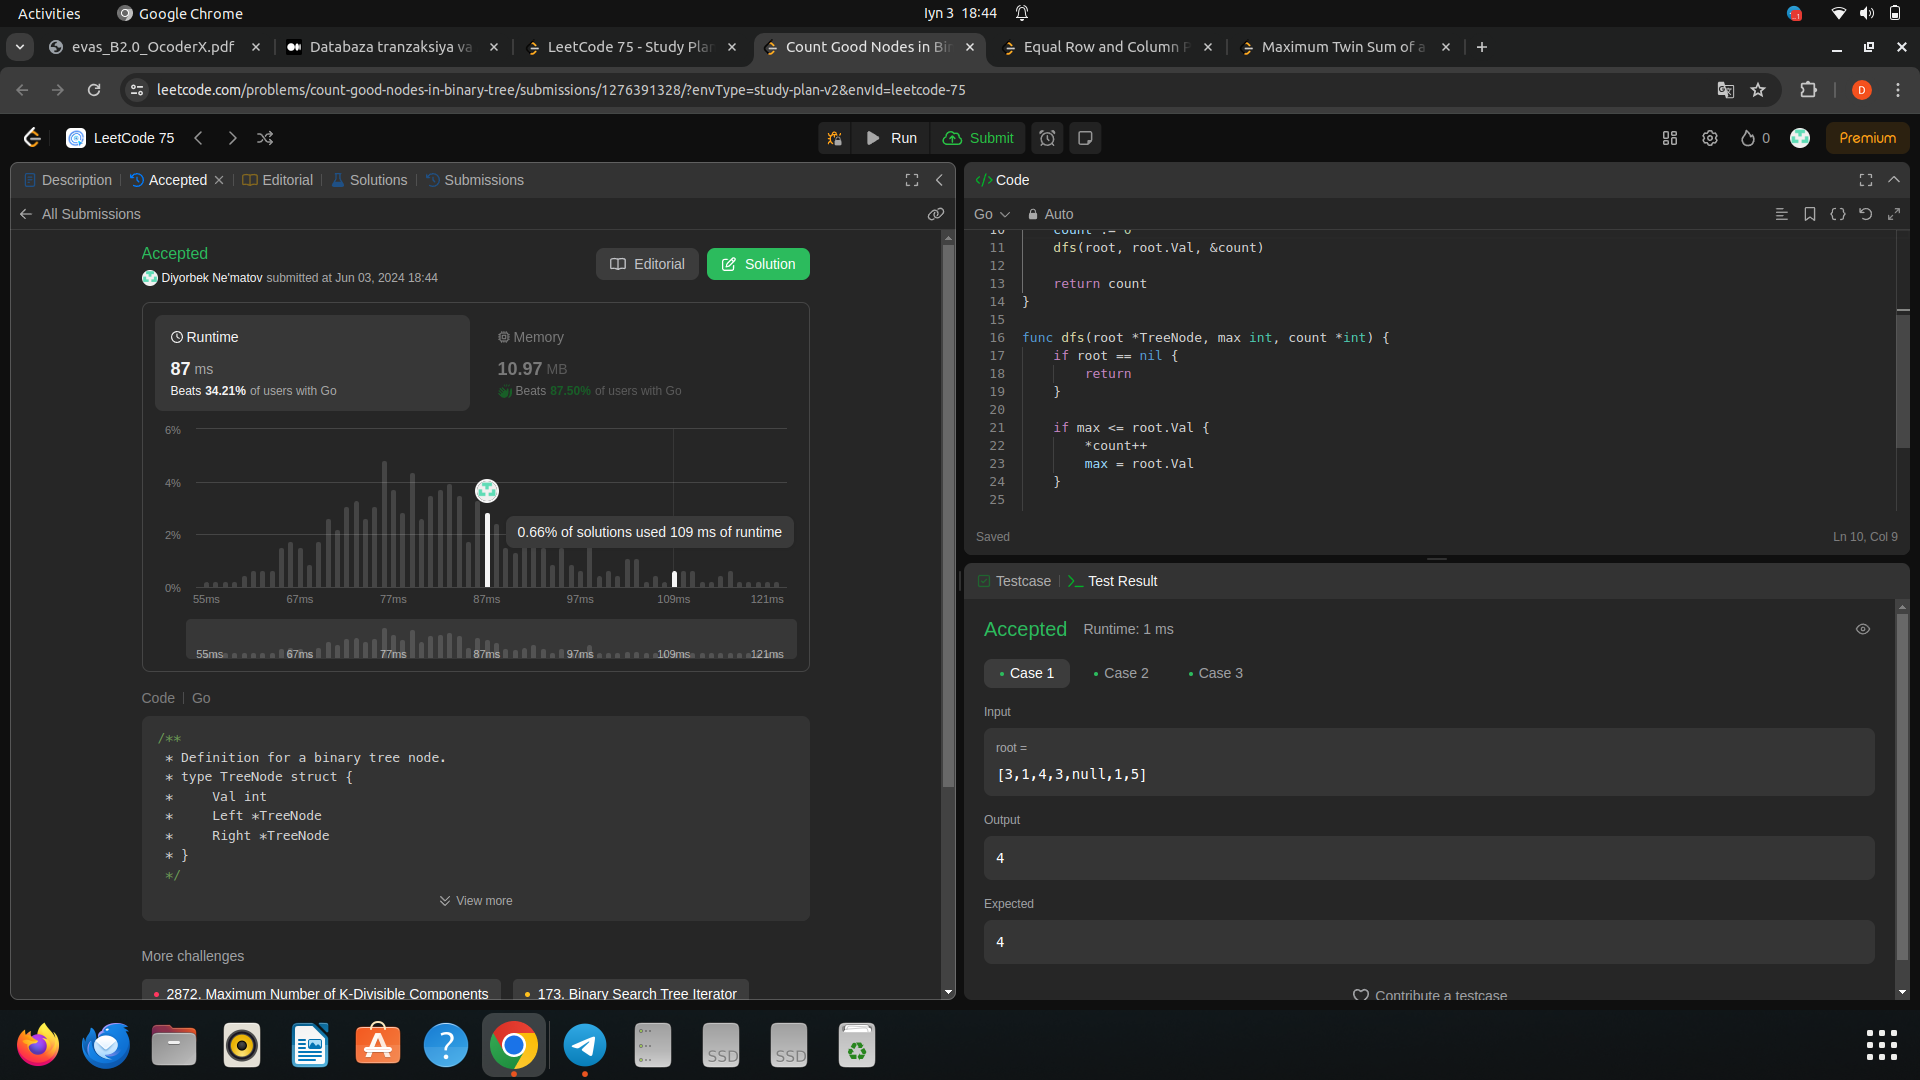 Activities
Google Chrome
Iyn 3 18:44
evas_B2.0_OcoderX.pdf
Databaza tranzaksiya va
LeetCode 75 - Study Plan
Count Good Nodes in Bin
Equal Row and Column P
Maximum Twin Sum of a
leetcode.com/problems/count-good-nodes-in-binary-tree/submissions/1276391328/?envType=study-plan-v2&envId=leetcode-75
D
LeetCode 75
Run
Submit
0
Premium
Description
Accepted
Editorial
Solutions
Submissions
All Submissions
Accepted
Diyorbek Ne'matov submitted at Jun 03, 2024 18:44
Editorial
Solution
Runtime
87 ms
Beats 34.21% of users with Go
Memory
10.97 MB
Beats 87.50% of users with Go
6%
4%
2%
0%
0.66% of solutions used 109 ms of runtime
55ms 67ms 77ms 87ms 97ms 109ms 121ms
55ms 67ms 77ms 87ms 97ms 109ms 121ms
Code | Go
/**
* Definition for a binary tree node.
* type TreeNode struct {
* Val int
* Left *TreeNode
* Right *TreeNode
* }
*/
View more
More challenges
2872. Maximum Number of K-Divisible Components
173. Binary Search Tree Iterator
</> Code
Go
Auto
10 count := 0
11 dfs(root, root.Val, &count)
12
13 return count
14 }
15
16 func dfs(root *TreeNode, max int, count *int) {
17 if root == nil {
18 return
19 }
20
21 if max <= root.Val {
22 *count++
23 max = root.Val
24 }
25
Saved
Ln 10, Col 9
Testcase
Test Result
Accepted
Runtime: 1 ms
Case 1
Case 2
Case 3
Input
root =
[3,1,4,3,null,1,5]
Output
4
Expected
4
Contribute a testcase
SSD
SSD